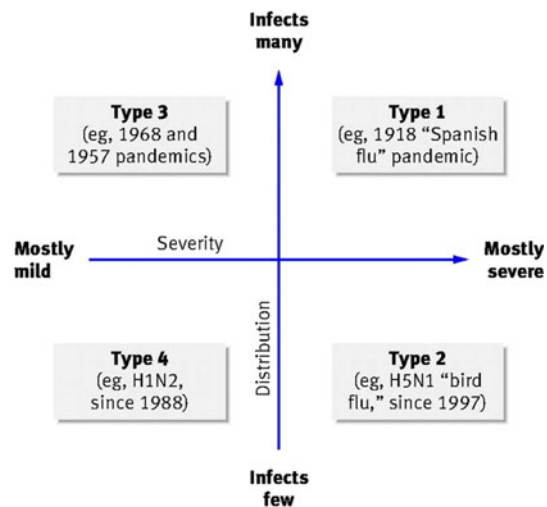 Infects
many
Type 3
(eg, 1968 and
1957 pandemics)
Type 1
(eg, 1918 “Spanish
flu” pandemic)
Mostly
mild
Severity
Mostly
severe
Distribution
Type 4
(eg, H1N2,
since 1988)
Type 2
(eg, H5N1 “bird
flu,” since 1997)
Infects
few